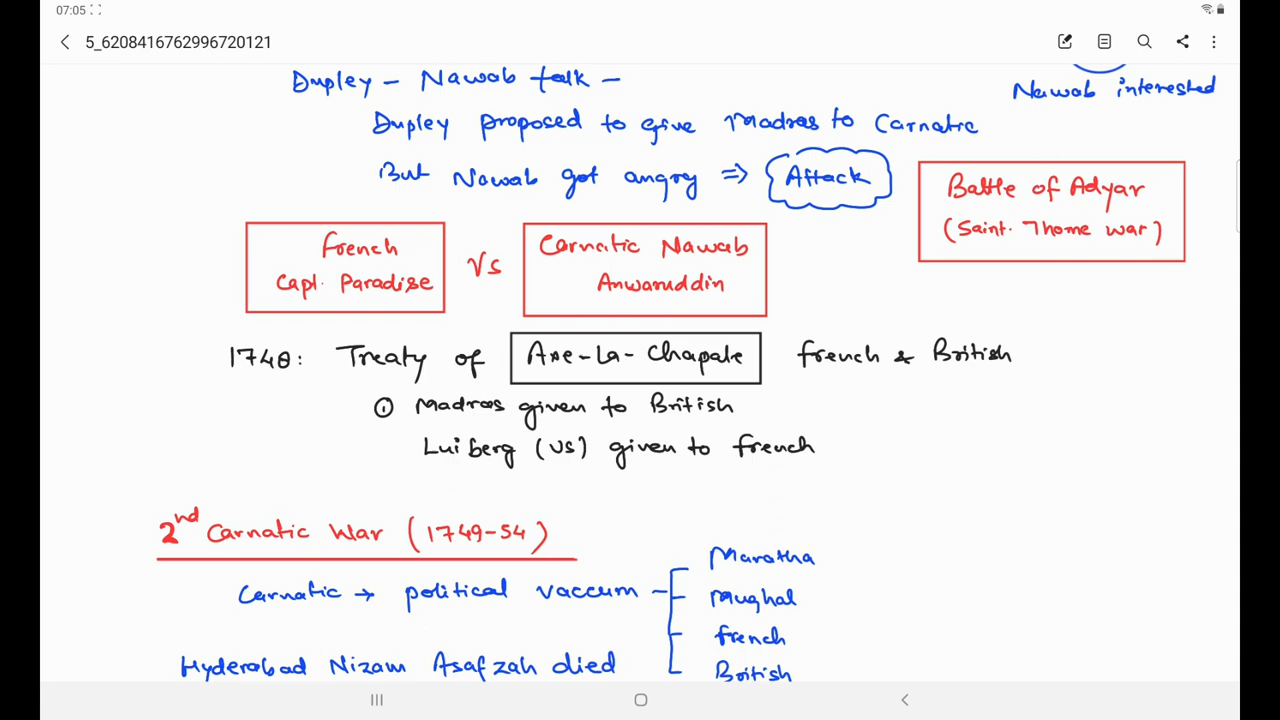 07:05
5_6208416762996720121
Dupley - Nawab talk -
Nawab interested
Dupley proposed to give Madras to Carnatic
But Nawab got angry ⇒ Attack
Battle of Adyar
(Saint. Thome war)
French
Capt. Paradise
Vs
Carnatic Nawab
Anwaruddin
1748: Treaty of Axe-La-Chapale french & British
① Madras given to British
Luiberg (US) given to french
2nd Carnatic War (1749-54)
Carnatic → political vaccum -
Maratha
Mughal
french
British
Hyderabad Nizam Asafzah died